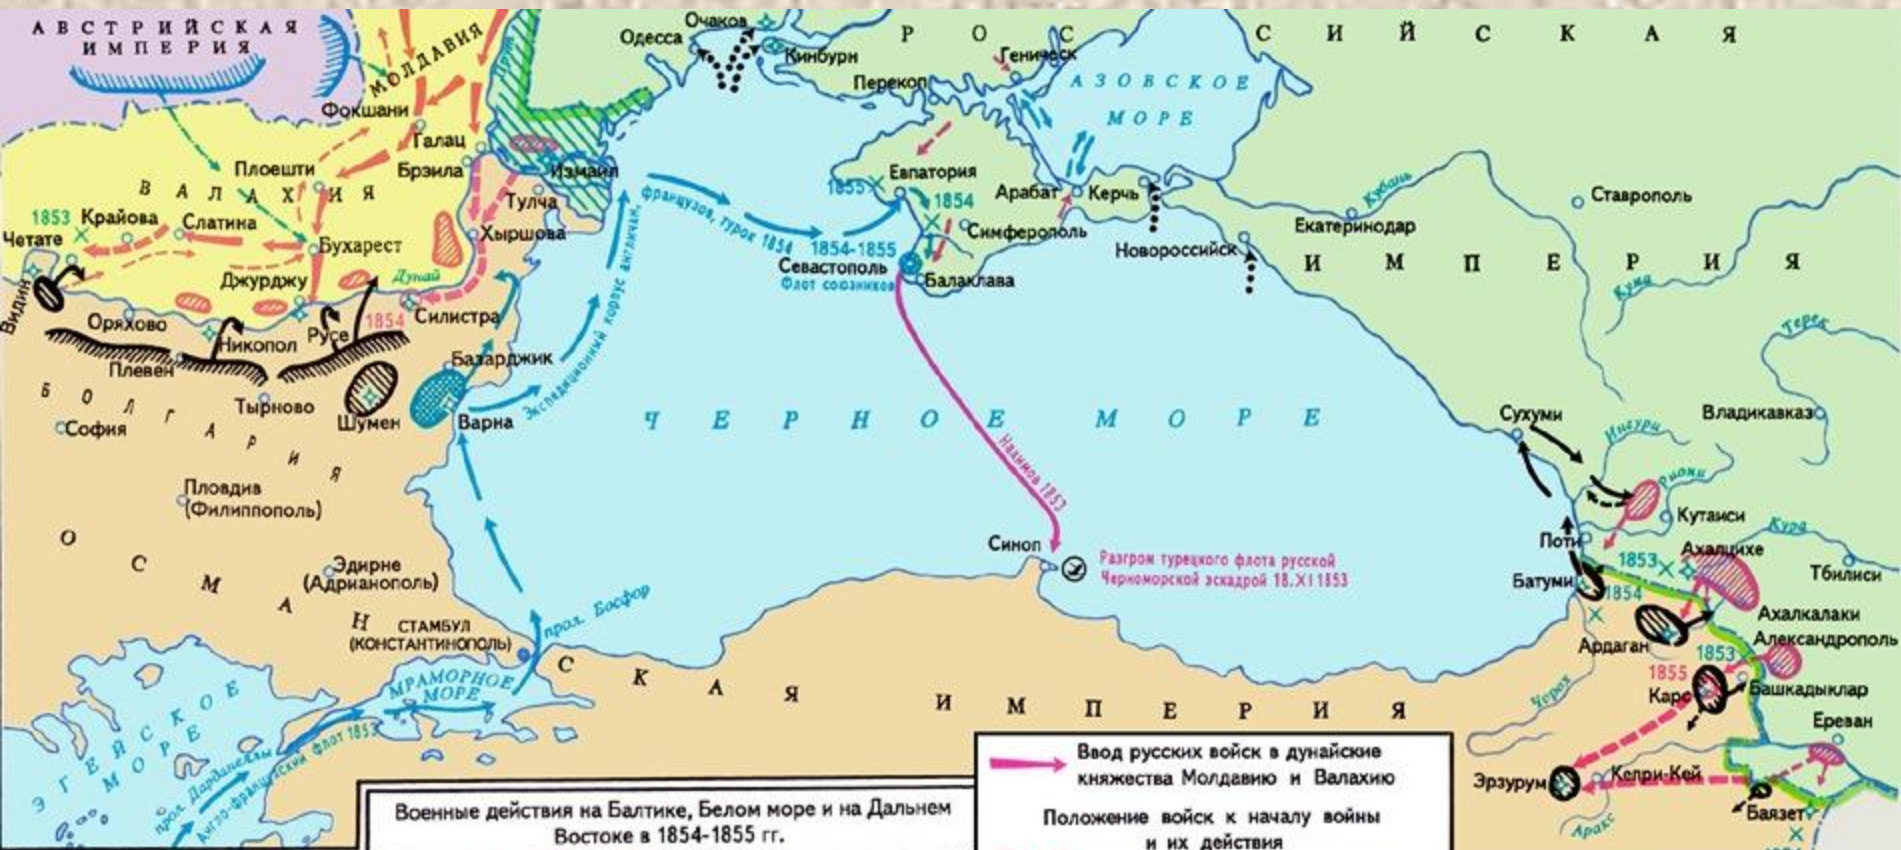 АВСТРИЙСКАЯ
ИМПЕРИЯ
МОЛДАВИЯ
Прут
Фокшани
Галац
Брэила
Измаил
Тулча
Хыршова
Плоешти
ВАЛАХИЯ
1853
Крайова
Слатина
Четате
Бухарест
Джурджу
Дунай
Видин
Оряхово
Никопол
Русе
1854
Силистра
Плевен
Базарджик
БОЛГАРИЯ
Тырново
Шумен
Варна
София
Пловдив
(Филиппополь)
Эдирне
(Адрианополь)
СТАМБУЛ
(КОНСТАНТИНОПОЛЬ)
прол. Босфор
МРАМОРНОЕ
МОРЕ
ЭГЕЙСКОЕ
МОРЕ
прол. Дарданеллы
Англо-французский флот 1853
ОСМАНСКАЯ ИМПЕРИЯ
Экспедиционный корпус англичан,
французов, турок 1854
Очаков
Одесса
Кинбурн
РОССИЙСКАЯ
ИМПЕРИЯ
Геническ
Перекоп
АЗОВСКОЕ
МОРЕ
Евпатория
1855
1854
Арабат
Керчь
Симферополь
1854-1855
Севастополь
Флот союзников
Балаклава
Новороссийск
Екатеринодар
Кубань
Ставрополь
Кума
Терек
ЧЕРНОЕ МОРЕ
Нахимов 1853
Синоп
Разгром турецкого флота русской
Черноморской эскадрой 18.XI 1853
Сухуми
Ингури
Владикавказ
Риони
Кутаиси
Кура
Поти
1853
Ахалцихе
Тбилиси
Батуми
1854
Ахалкалаки
Ардаган
Александрополь
1853
1855
Карс
Башкадыклар
Чорох
Ереван
Эрзурум
Кепри-Кей
Баязет
Аракс
Ввод русских войск в дунайские
княжества Молдавию и Валахию
Положение войск к началу войны
и их действия
Военные действия на Балтике, Белом море и на Дальнем
Востоке в 1854-1855 гг.